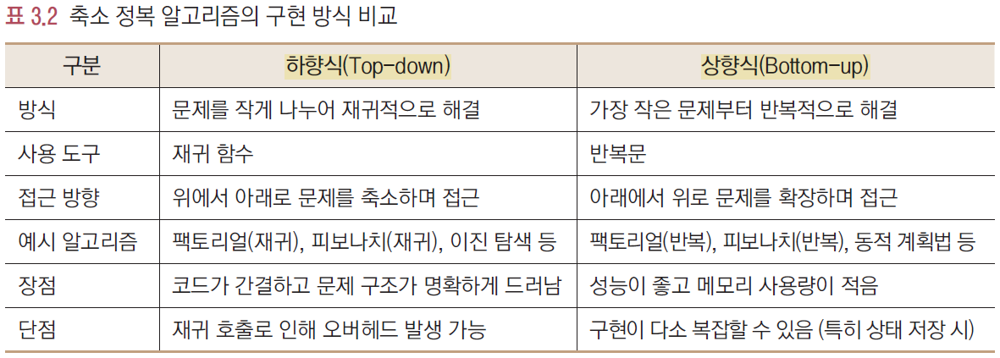 표 3.2 축소 정복 알고리즘의 구현 방식 비교
구분 하향식(Top-down) 상향식(Bottom-up)
방식 문제를 작게 나누어 재귀적으로 해결 가장 작은 문제부터 반복적으로 해결
사용 도구 재귀 함수 반복문
접근 방향 위에서 아래로 문제를 축소하며 접근 아래에서 위로 문제를 확장하며 접근
예시 알고리즘 팩토리얼(재귀), 피보나치(재귀), 이진 탐색 등 팩토리얼(반복), 피보나치(반복), 동적 계획법 등
장점 코드가 간결하고 문제 구조가 명확하게 드러남 성능이 좋고 메모리 사용량이 적음
단점 재귀 호출로 인해 오버헤드 발생 가능 구현이 다소 복잡할 수 있음 (특히 상태 저장 시)